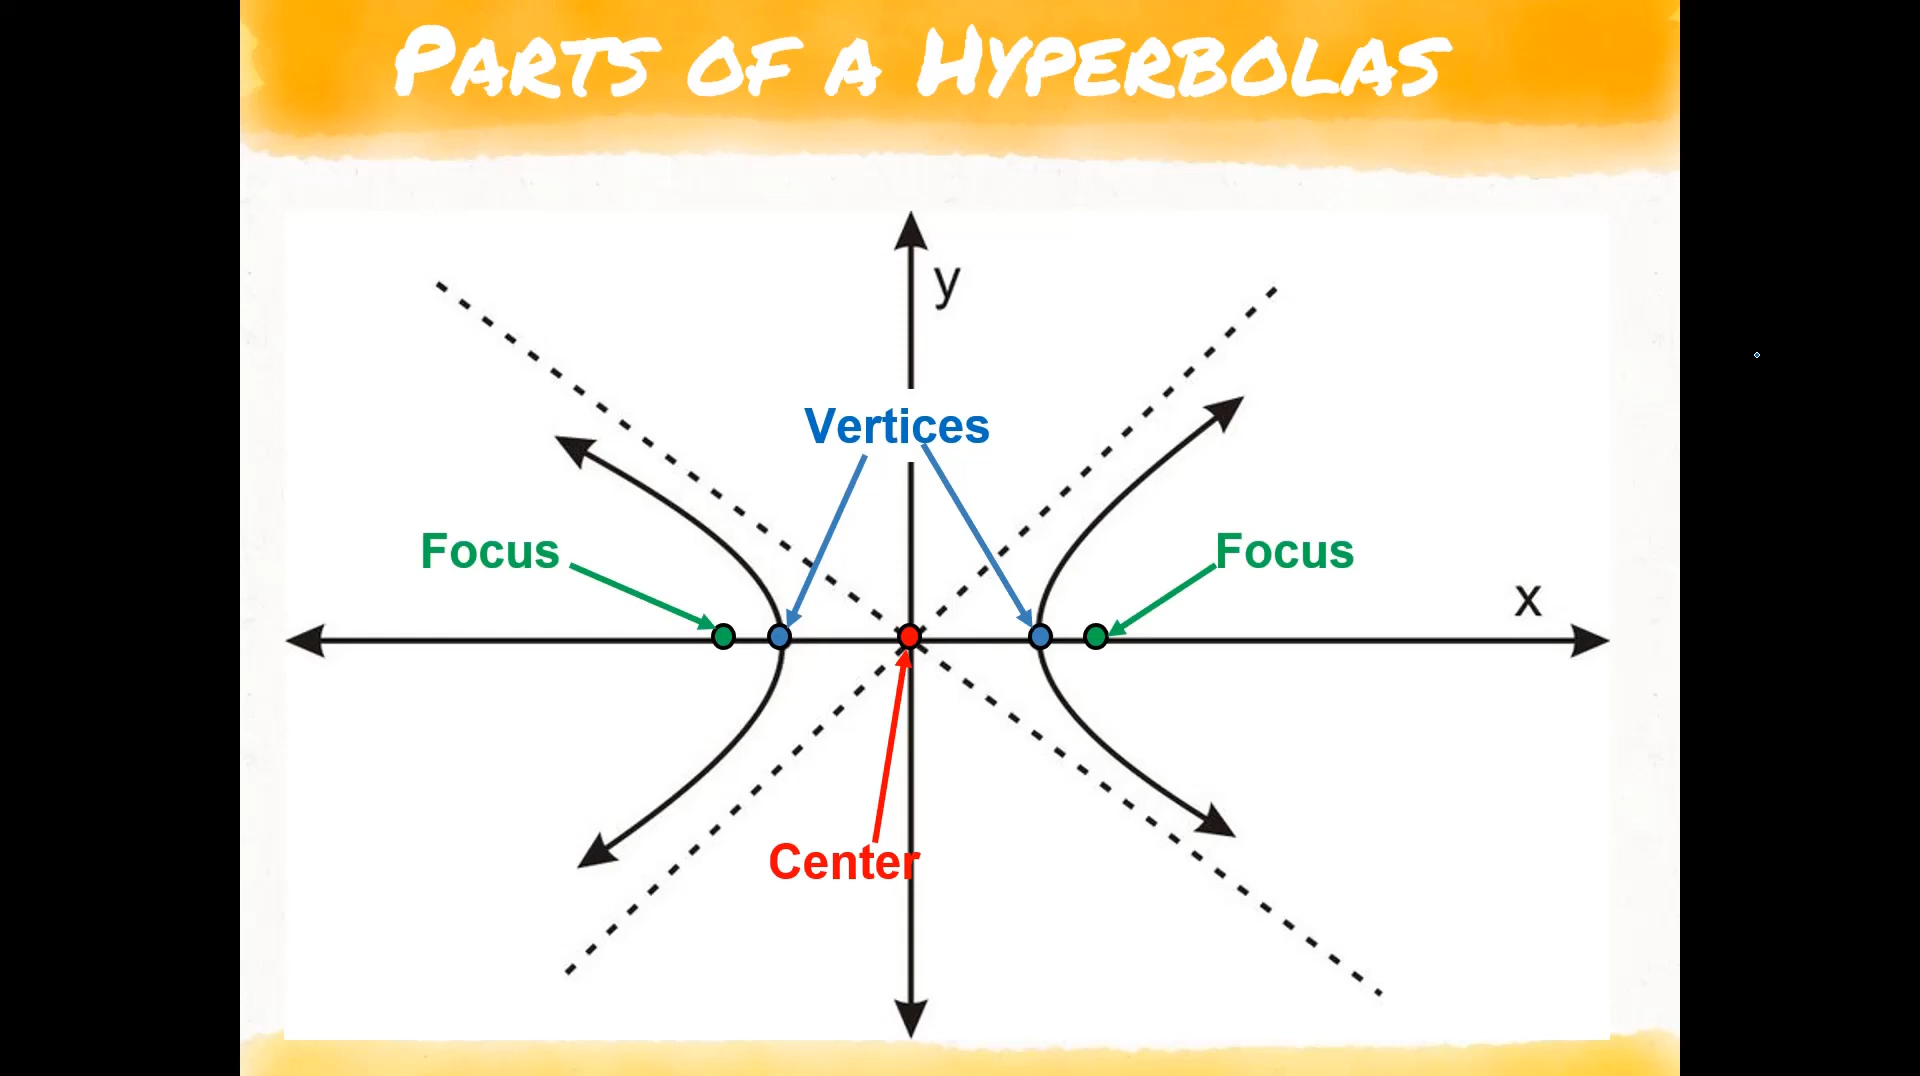 PARTS OF A HYPERBOLAS
y
Vertices
Focus
Focus
x
Center